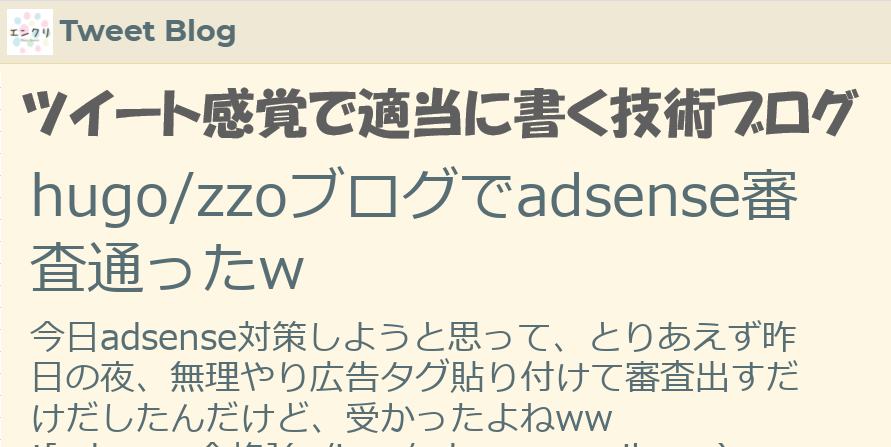 エンクリ
Tweet Blog
ツイート感覚で適当に書く技術ブログ
hugo/zzoブログでadsense審
査通ったw
今日adsense対策しようと思って、とりあえず昨
日の夜、無理やり広告タグ貼り付けて審査出すだ
けだしたんだけど、受かったよねww